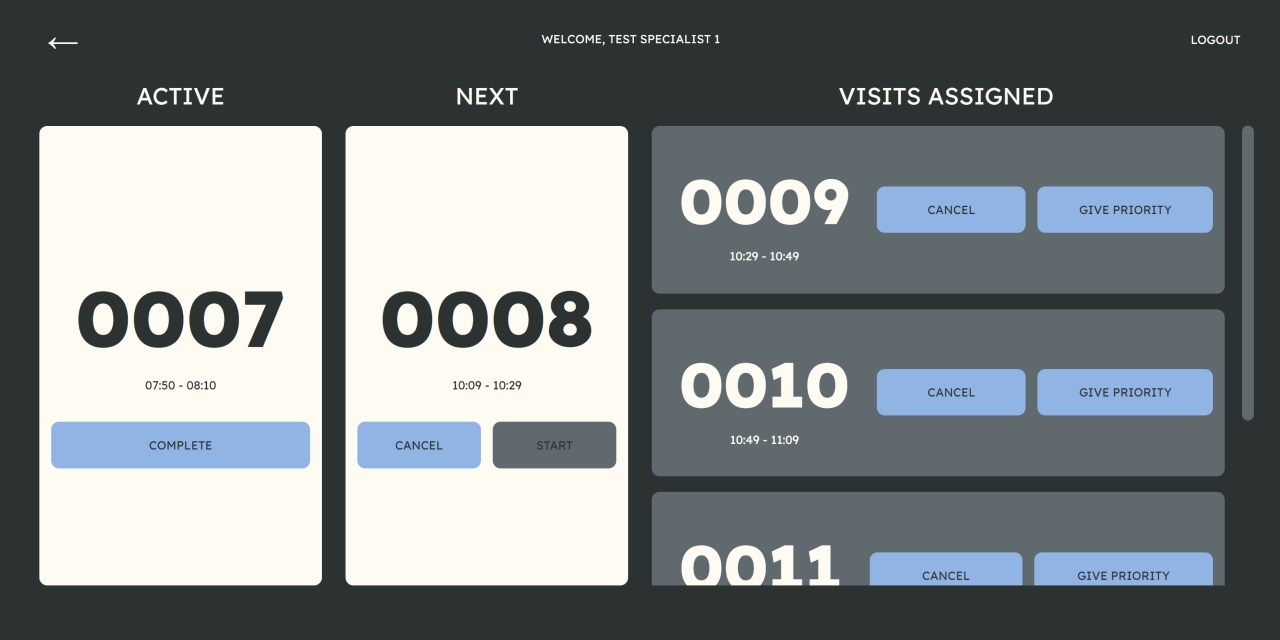 WELCOME, TEST SPECIALIST 1
LOGOUT
ACTIVE
NEXT
VISITS ASSIGNED
0007
07:50 - 08:10
COMPLETE
0008
10:09 - 10:29
CANCEL
START
0009
10:29 - 10:49
CANCEL
GIVE PRIORITY
0010
10:49 - 11:09
CANCEL
GIVE PRIORITY
0011
CANCEL
GIVE PRIORITY